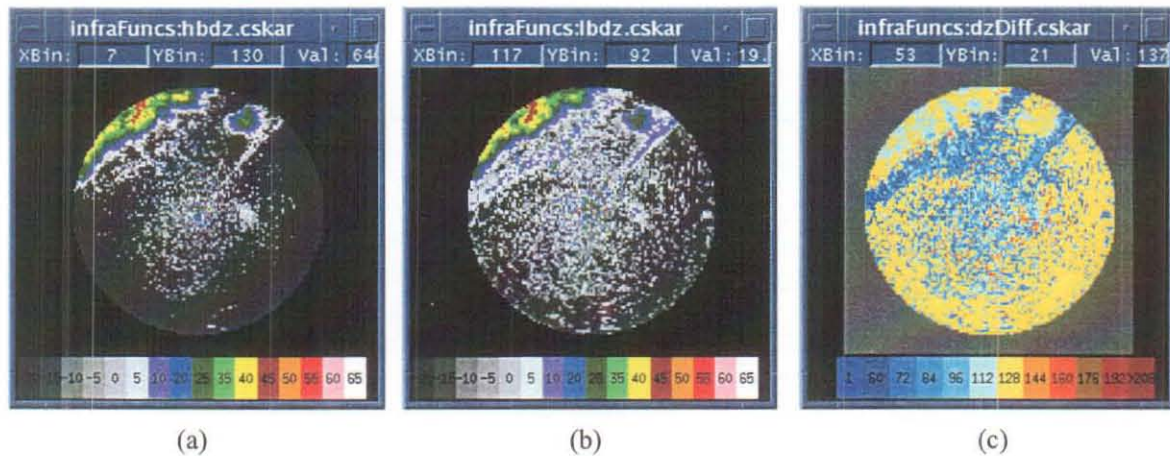 infraFuncs:hbdz.cskar
XBin: 7 YBin: 130 Val: 64
infraFuncs:lbdz.cskar
XBin: 117 YBin: 92 Val: 19.
infraFuncs:dzDiff.cskar
XBin: 53 YBin: 21 Val: 137
-15 -10 -5 0 5 10 20 25 35 40 45 50 55 60 65
-15 -10 -5 0 5 10 20 25 35 40 45 50 55 60 65
1 60 72 84 96 112 128 144 160 176 192 >208
(a)
(b)
(c)